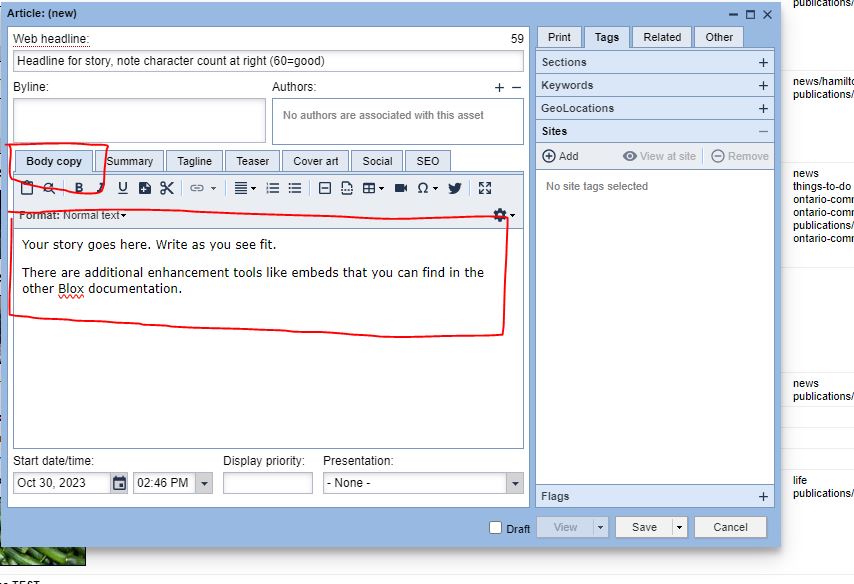 Article: (new)
Web headline: 59
Headline for story, note character count at right (60=good)
Byline: Authors:
No authors are associated with this asset
Body copy Summary Tagline Teaser Cover art Social SEO
B I U Ω
Format: Normal text
Your story goes here. Write as you see fit.
There are additional enhancement tools like embeds that you can find in the
other Blox documentation.
Start date/time: Display priority: Presentation:
Oct 30, 2023 02:46 PM - None -
Print Tags Related Other
Sections
Keywords
GeoLocations
Sites
Add View at site Remove
No site tags selected
Flags
Draft View Save Cancel
publications/
news/hamilto
publications/
news
things-to-do
ontario-comm
ontario-comm
publications/
ontario-comm
news
publications/
life
publications/
TEST